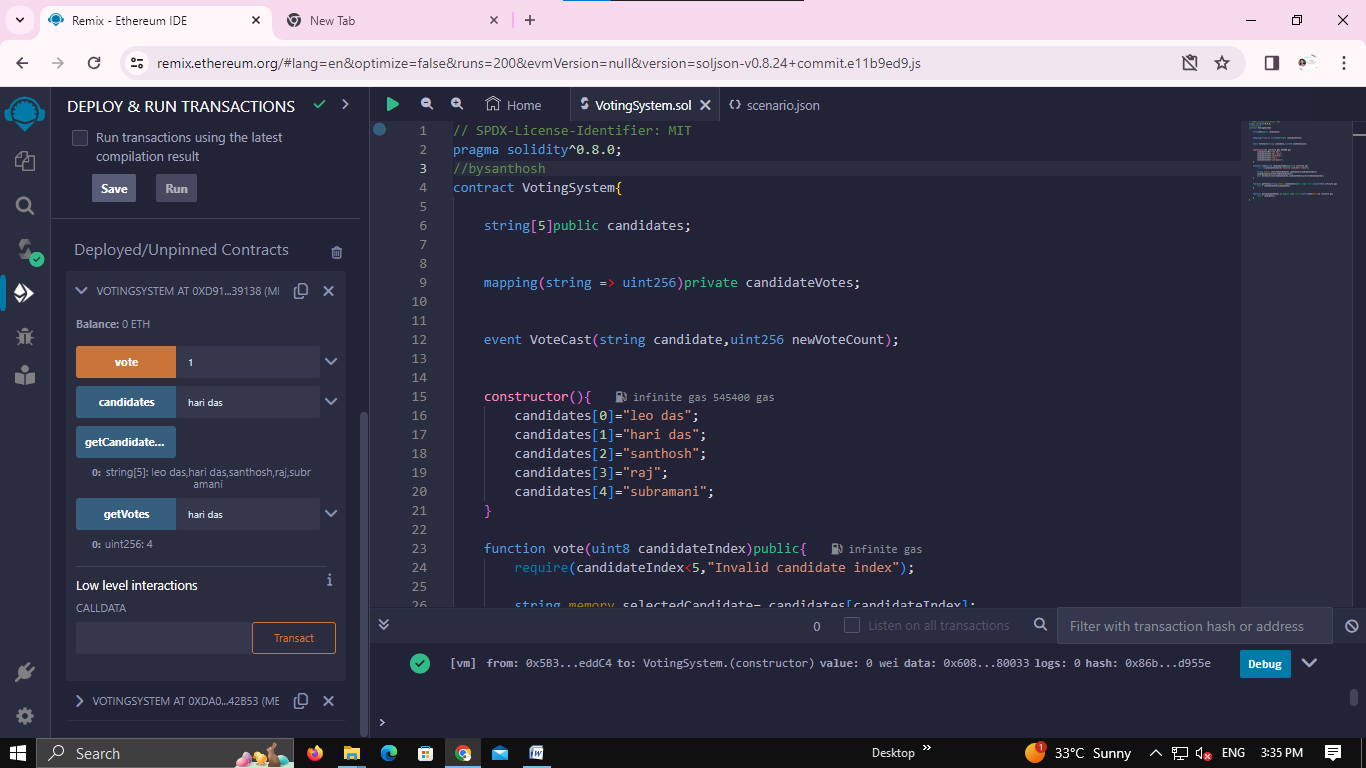 Remix - Ethereum IDE
New Tab
remix.ethereum.org/#lang=en&optimize=false&runs=200&evmVersion=null&version=soljson-v0.8.24+commit.e11b9ed9.js
DEPLOY & RUN TRANSACTIONS
Run transactions using the latest
compilation result
Save
Run
Deployed/Unpinned Contracts
VOTINGSYSTEM AT 0XD91...39138 (ME
Balance: 0 ETH
vote 1
candidates hari das
getCandidate...
0: string[5]: leo das,hari das,santhosh,raj,subr
amani
getVotes hari das
0: uint256: 4
Low level interactions
CALLDATA
Transact
VOTINGSYSTEM AT 0XDA0...42B53 (ME
Home
VotingSystem.sol
scenario.json
1 // SPDX-License-Identifier: MIT
2 pragma solidity^0.8.0;
3 //bysanthosh
4 contract VotingSystem{
5
6 string[5]public candidates;
7
8
9 mapping(string => uint256)private candidateVotes;
10
11
12 event VoteCast(string candidate,uint256 newVoteCount);
13
14
15 constructor(){ infinite gas 545400 gas
16 candidates[0]="leo das";
17 candidates[1]="hari das";
18 candidates[2]="santhosh";
19 candidates[3]="raj";
20 candidates[4]="subramani";
21 }
22
23 function vote(uint8 candidateIndex)public{ infinite gas
24 require(candidateIndex<5,"Invalid candidate index");
25
26 string memory selectedCandidate= candidates[candidateIndex];
0
Listen on all transactions
Filter with transaction hash or address
[vm] from: 0x5B3...eddC4 to: VotingSystem.(constructor) value: 0 wei data: 0x608...80033 logs: 0 hash: 0x86b...d955e
Debug
>
Search
Desktop
1
33°C Sunny
ENG
3:35 PM